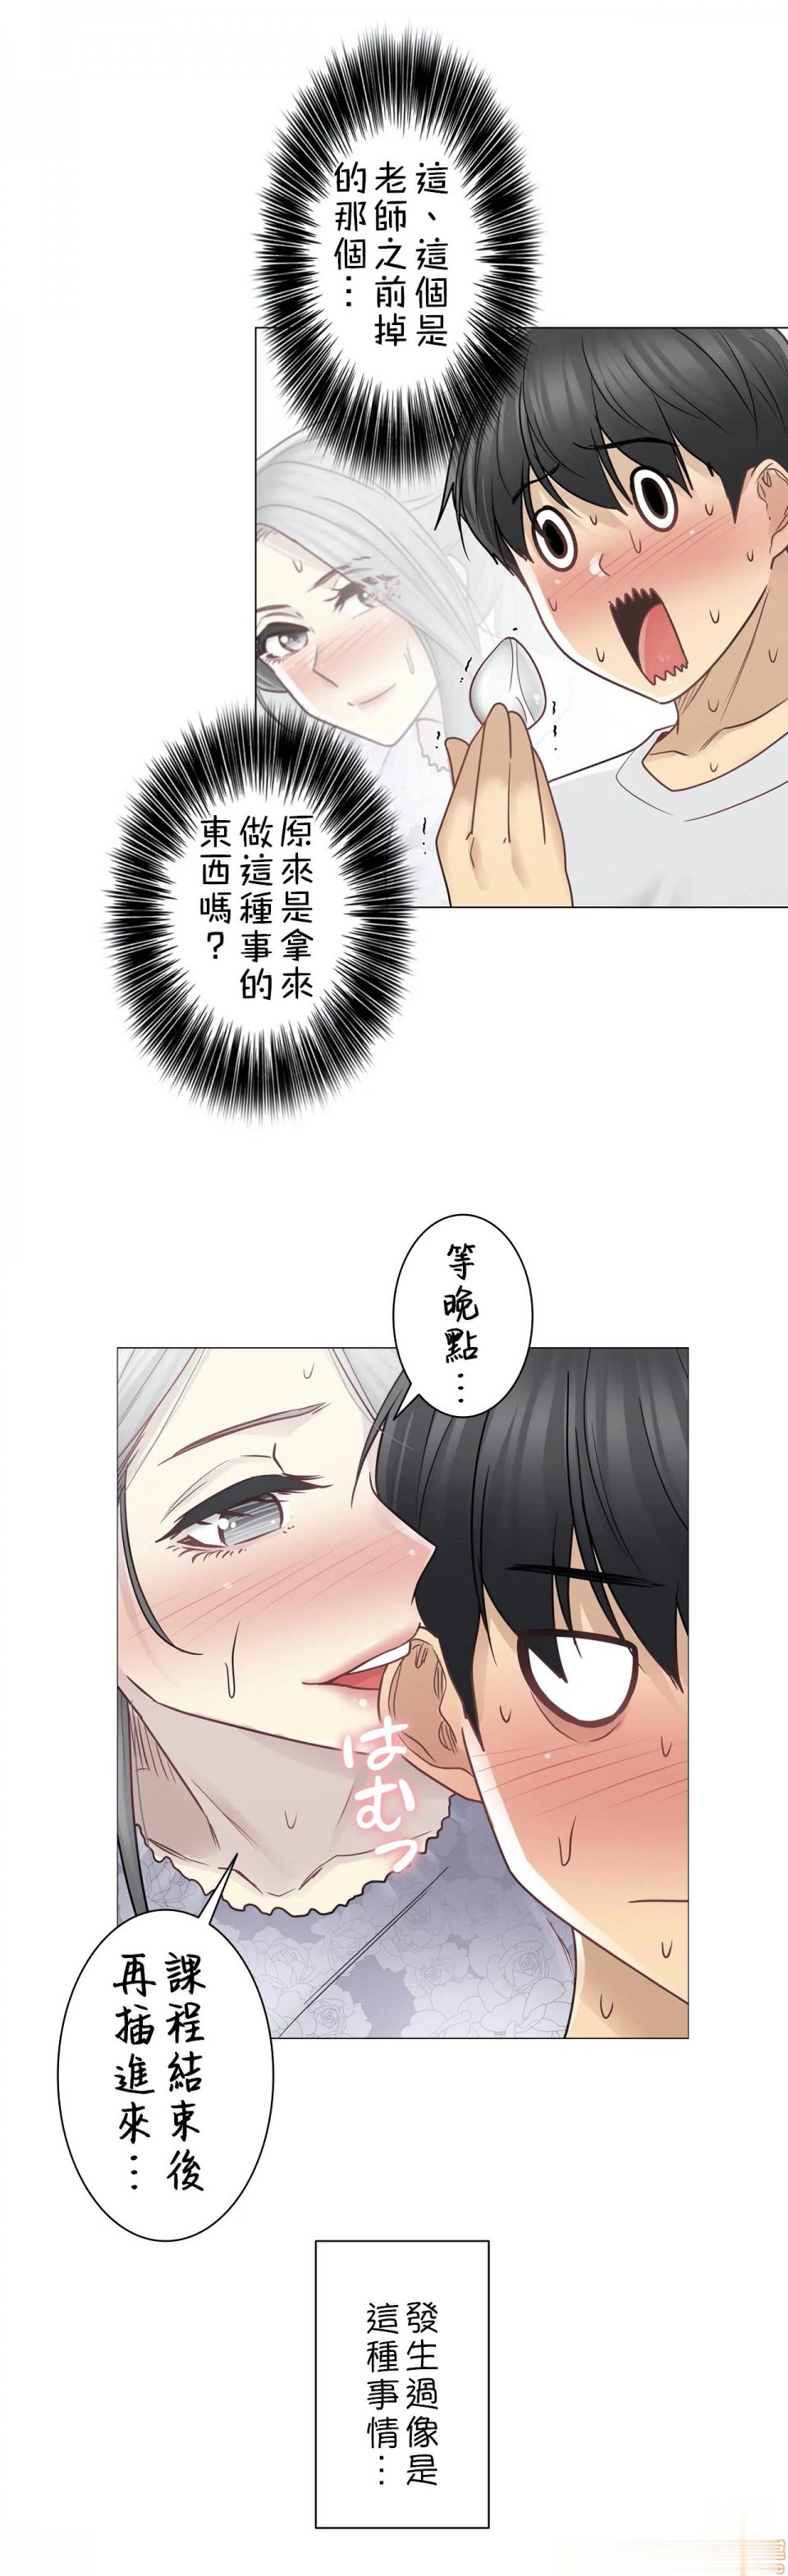 這、這個是
老師之前掉
的那個…
原來是拿來
做這種事的
東西嗎？
等晚點…
はむっ
課程結束後
再插進來…
發生過像是
這種事情…